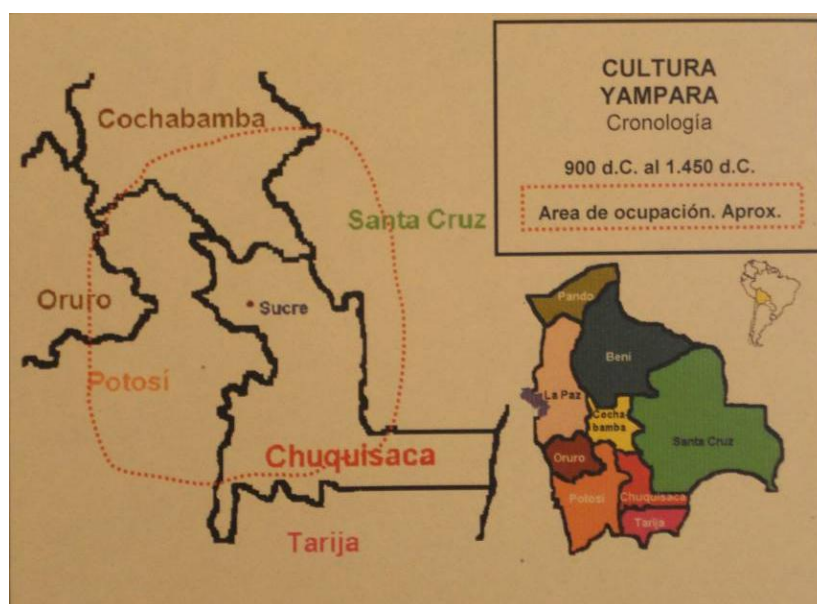 CULTURA
YAMPARA
Cronología
900 d.C. al 1.450 d.C.
Area de ocupación. Aprox.
Cochabamba
Santa Cruz
Oruro
Sucre
Potosí
Chuquisaca
Tarija
Pando
Beni
La Paz
Cocha-
bamba
Santa Cruz
Oruro
Potosí
Chuquisaca
Tarija